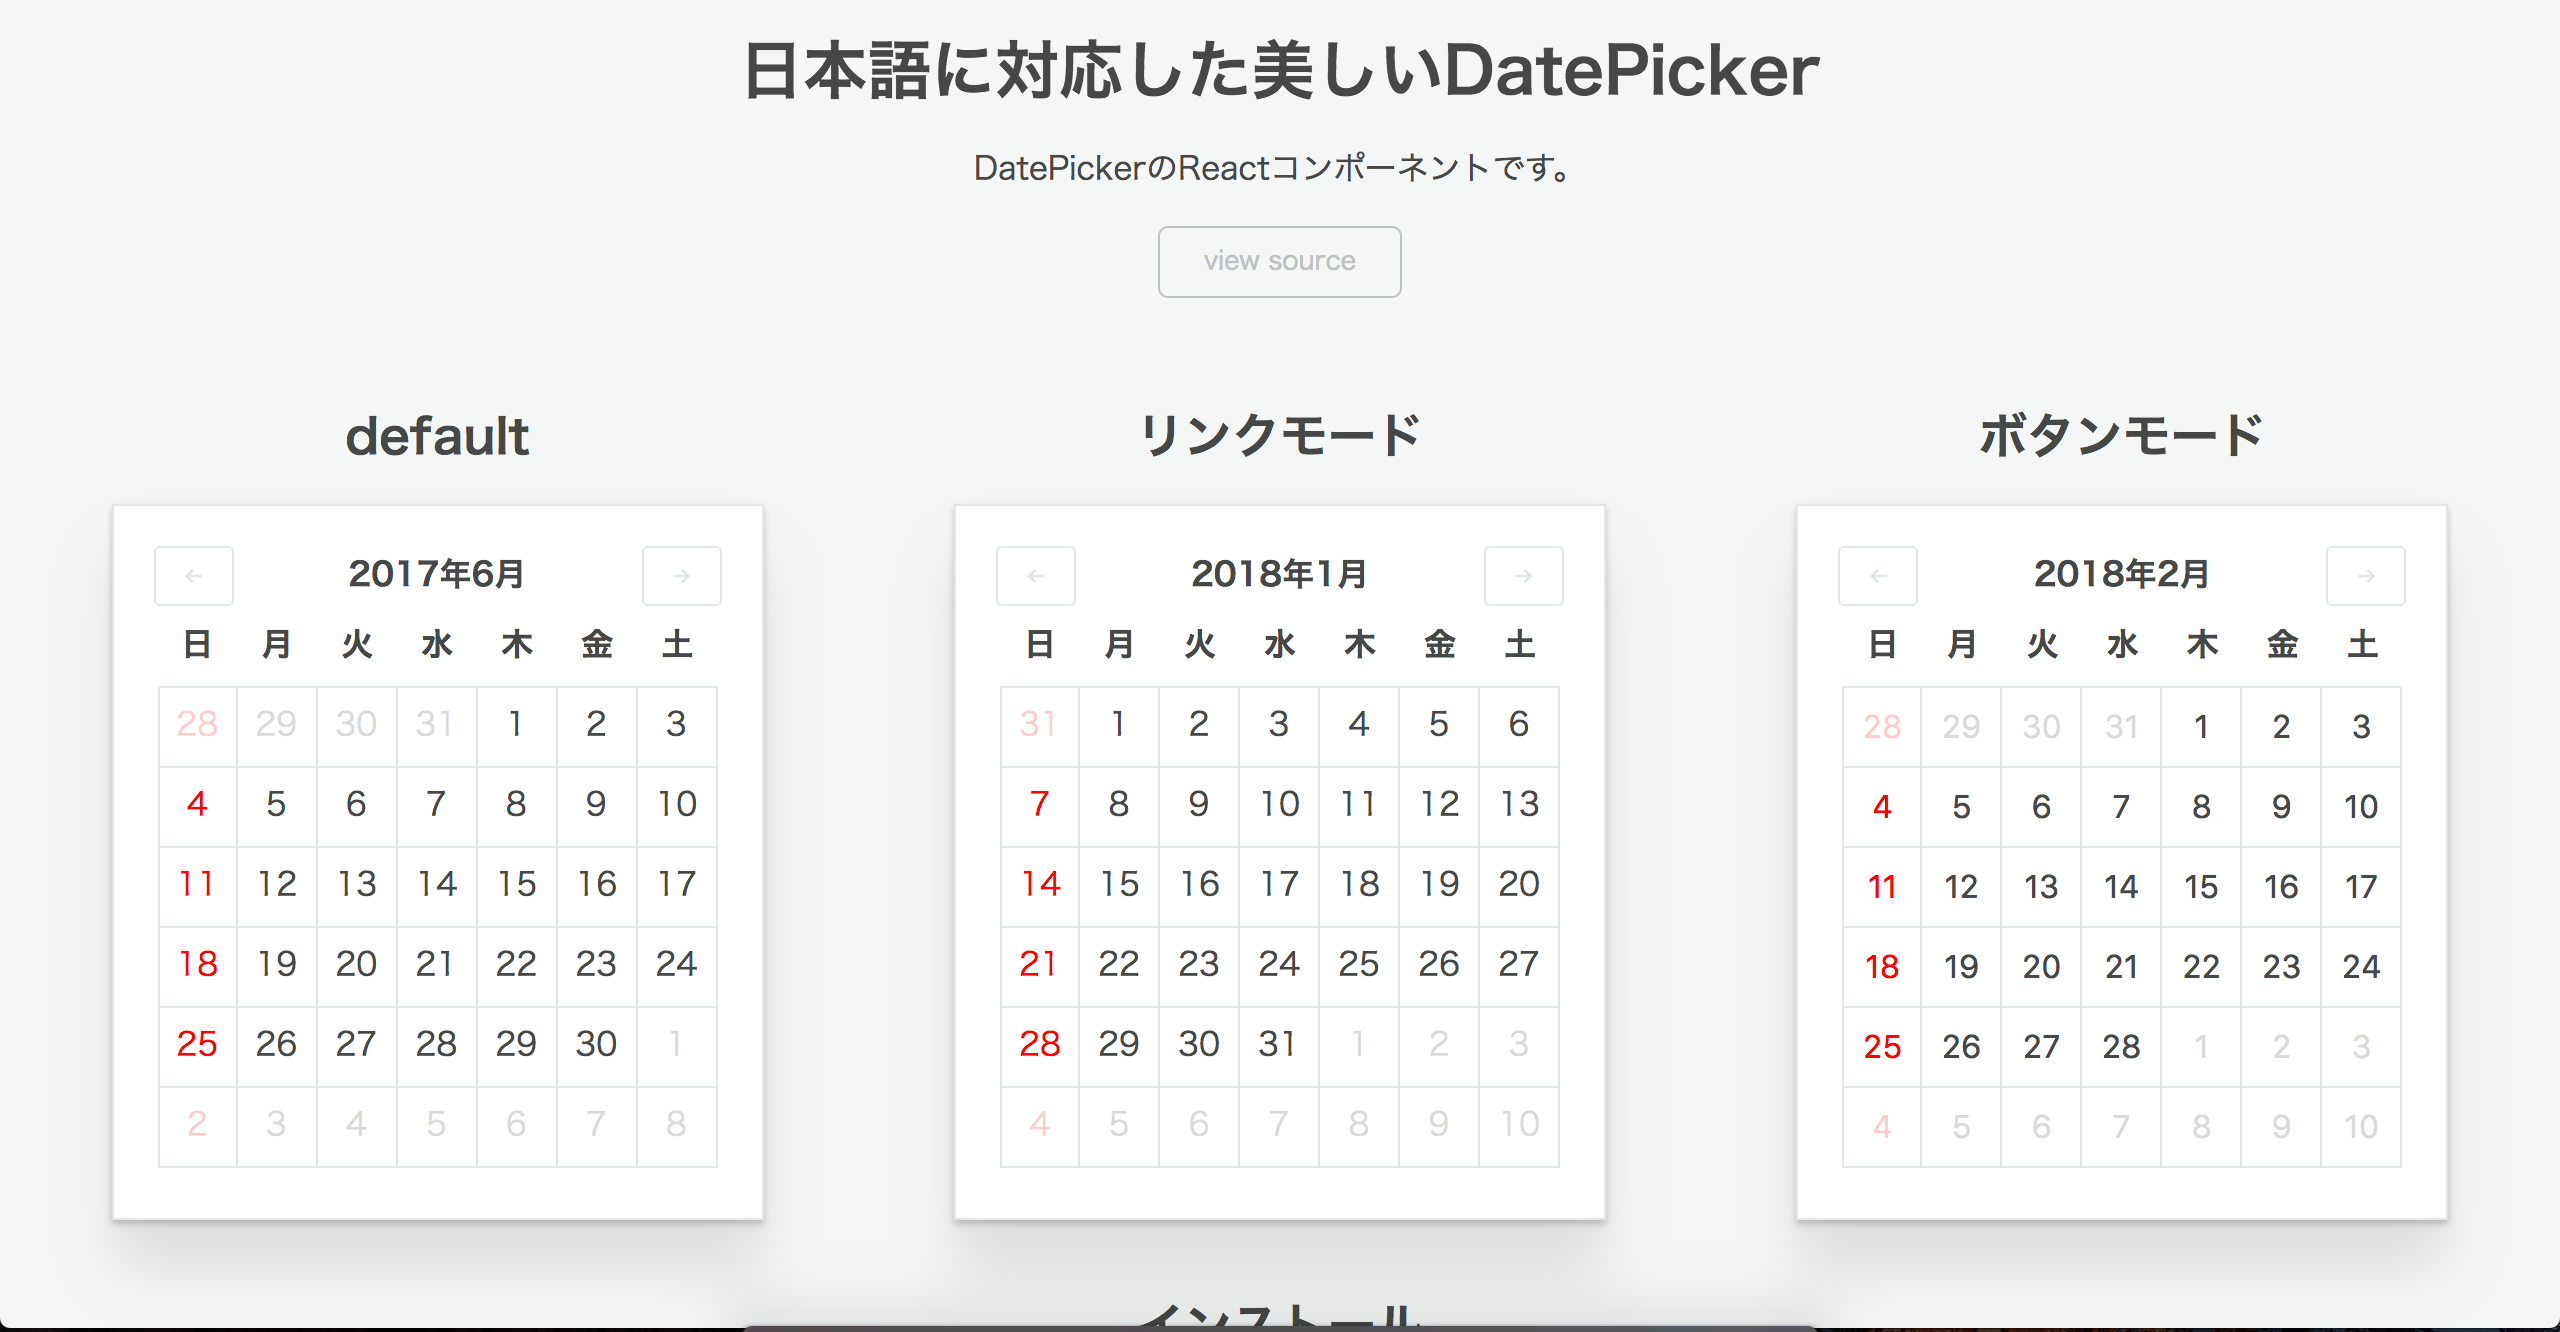 日本語に対応した美しいDatePicker
DatePickerのReactコンポーネントです。
view source
default
← 2017年6月 →
日 月 火 水 木 金 土
28 29 30 31 1 2 3
4 5 6 7 8 9 10
11 12 13 14 15 16 17
18 19 20 21 22 23 24
25 26 27 28 29 30 1
2 3 4 5 6 7 8
リンクモード
← 2018年1月 →
日 月 火 水 木 金 土
31 1 2 3 4 5 6
7 8 9 10 11 12 13
14 15 16 17 18 19 20
21 22 23 24 25 26 27
28 29 30 31 1 2 3
4 5 6 7 8 9 10
ボタンモード
← 2018年2月 →
日 月 火 水 木 金 土
28 29 30 31 1 2 3
4 5 6 7 8 9 10
11 12 13 14 15 16 17
18 19 20 21 22 23 24
25 26 27 28 1 2 3
4 5 6 7 8 9 10
インストール